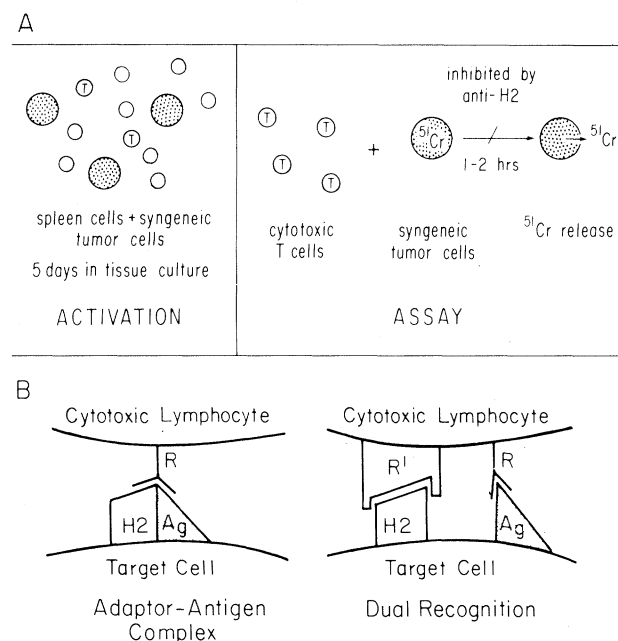 A
T
T
spleen cells + syngeneic
tumor cells
5 days in tissue culture
ACTIVATION
inhibited by
anti-H2
T
T
T
T
+
⁵¹Cr
1-2 hrs
⁵¹Cr
cytotoxic
T cells
syngeneic
tumor cells
⁵¹Cr release
ASSAY
B
Cytotoxic Lymphocyte
R
H2
Ag
Target Cell
Adaptor-Antigen
Complex
Cytotoxic Lymphocyte
R'
R
H2
Ag
Target Cell
Dual Recognition